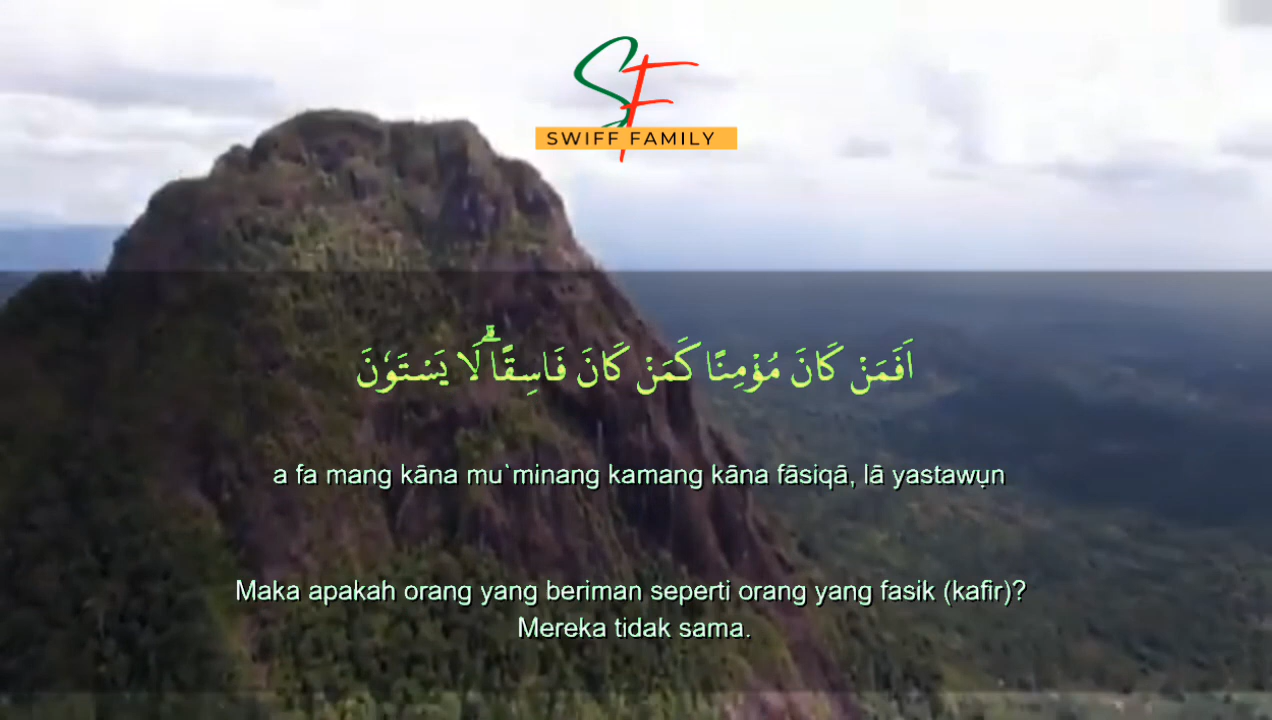 SF
SWIFF FAMILY
اَفَمَنْ كَانَ مُؤْمِنًا كَمَنْ كَانَ فَاسِقًاۗ لَا يَسْتَوٗنَ
a fa mang kāna mu`minang kamang kāna fāsiqā, lā yastawụn
Maka apakah orang yang beriman seperti orang yang fasik (kafir)?
Mereka tidak sama.